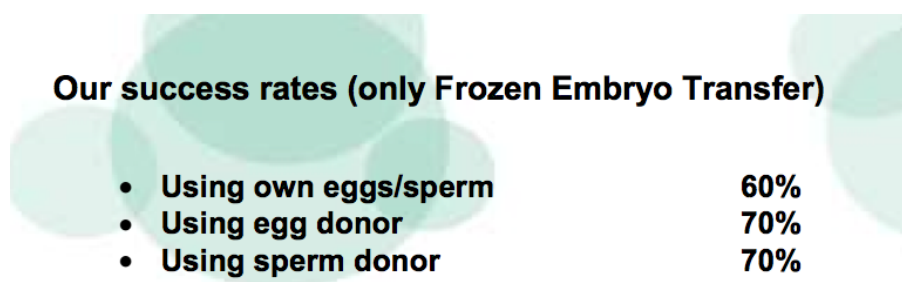 Our success rates (only Frozen Embryo Transfer)
• Using own eggs/sperm 60%
• Using egg donor 70%
• Using sperm donor 70%